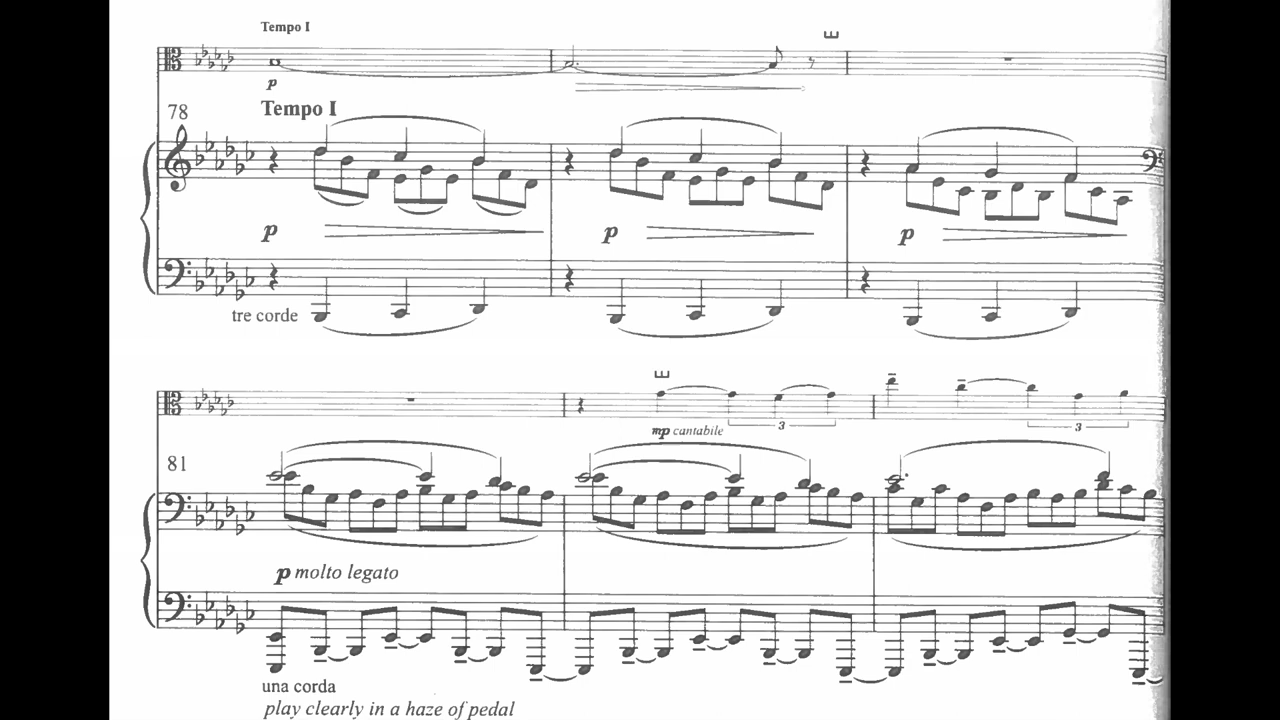 Tempo I
p
78
Tempo I
p
p
p
tre corde
mp cantabile
3
3
81
p molto legato
una corda
play clearly in a haze of pedal